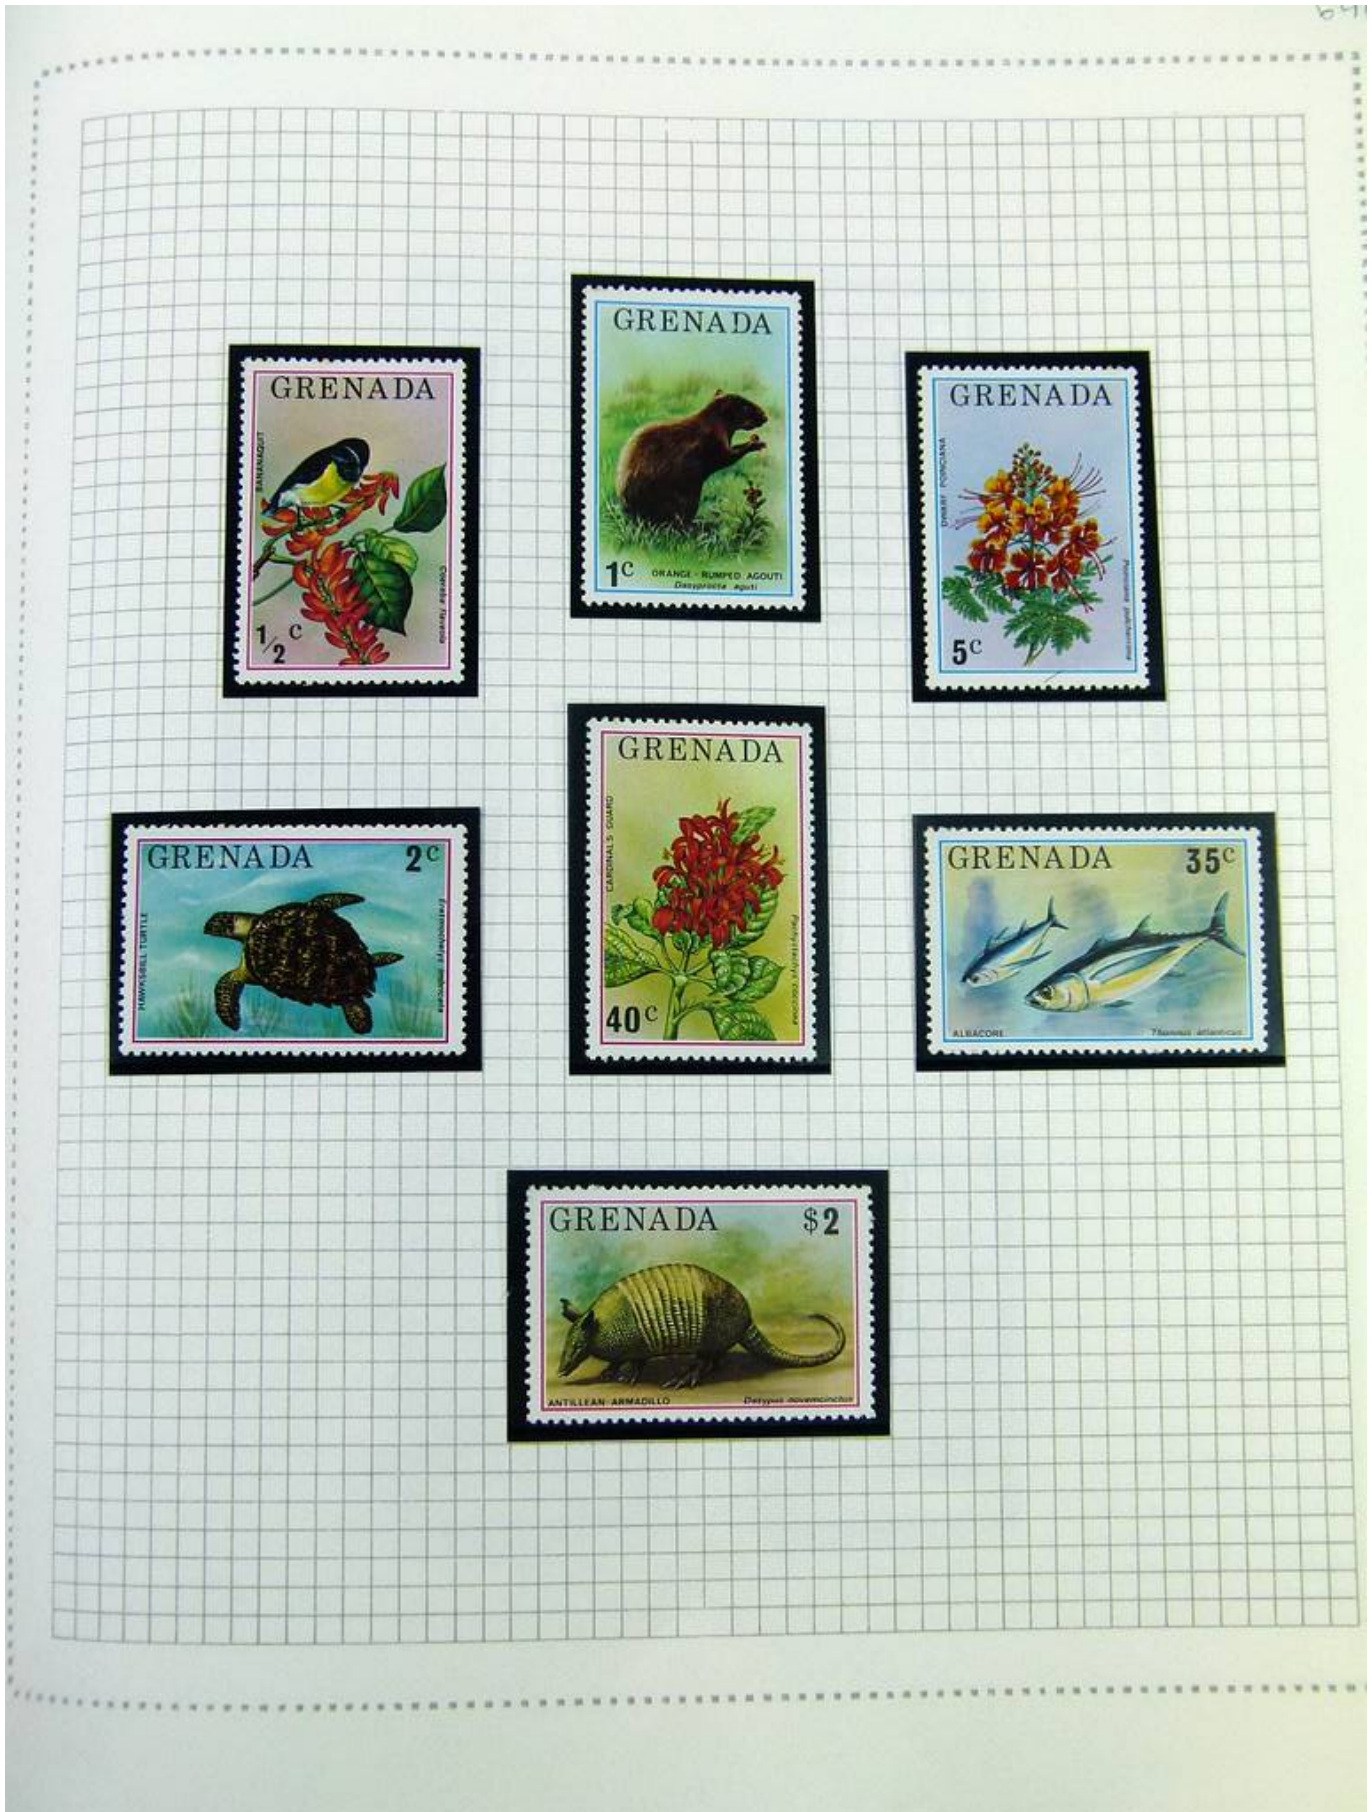 GRENADA
BANANAQUIT
Coereba flaveola
1/2 c
GRENADA
1c
ORANGE - RUMPED AGOUTI
Dasyprocta aguti
GRENADA
DWARF POINCIANA
Poinciana pulcherrima
5c
GRENADA 2c
HAWKSBILL TURTLE
Eretmochelys imbricata
GRENADA
CARDINAL'S GUARD
Pachystachys coccinea
40c
GRENADA 35c
ALBACORE Thunnus atlanticus
GRENADA $2
ANTILLEAN ARMADILLO Dasypus novemcinctus